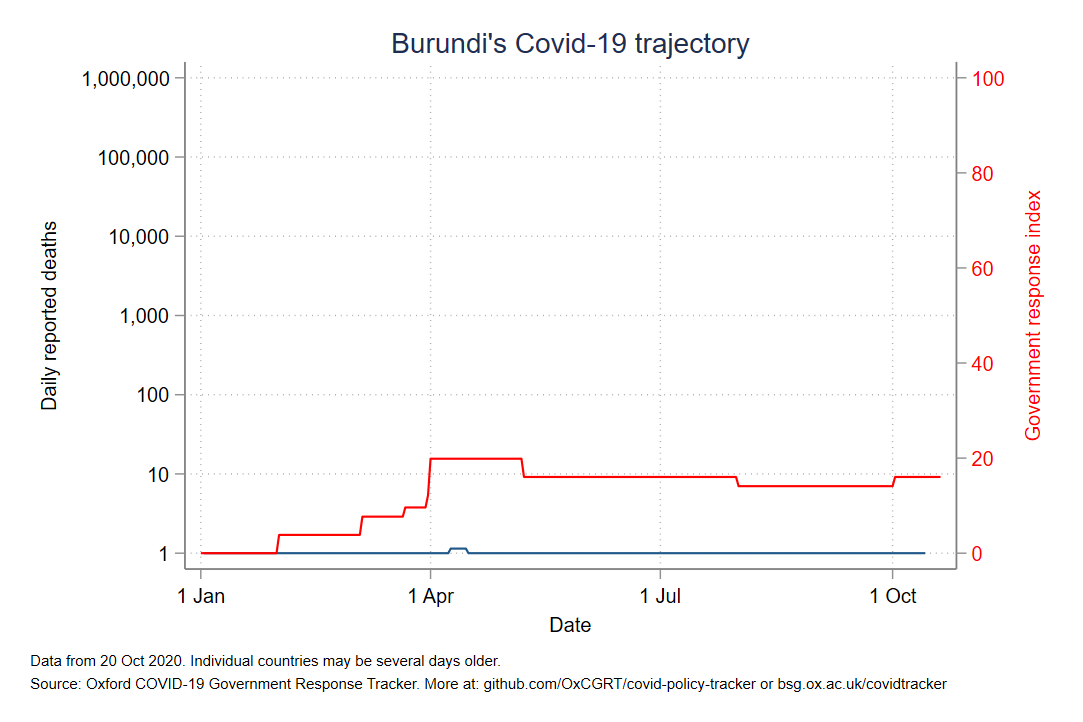 Burundi's Covid-19 trajectory
1,000,000
100,000
10,000
1,000
100
10
1
Daily reported deaths
100
80
60
40
20
0
Government response index
1 Jan
1 Apr
1 Jul
1 Oct
Date
Data from 20 Oct 2020. Individual countries may be several days older.
Source: Oxford COVID-19 Government Response Tracker. More at: github.com/OxCGRT/covid-policy-tracker or bsg.ox.ac.uk/covidtracker